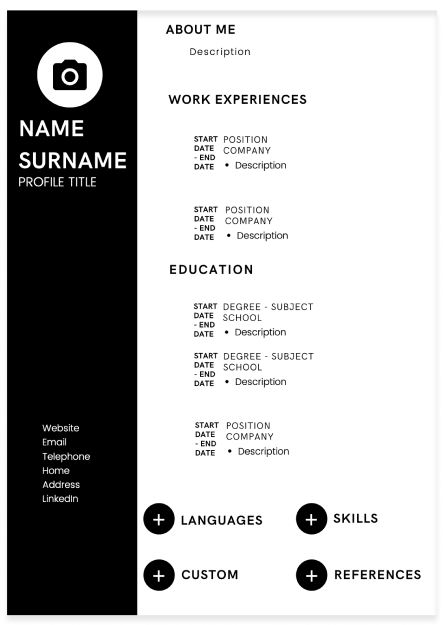 NAME
SURNAME
PROFILE TITLE
Website
Email
Telephone
Home
Address
LinkedIn
ABOUT ME
Description
WORK EXPERIENCES
START
DATE
- END
DATE
POSITION
COMPANY
• Description
START
DATE
- END
DATE
POSITION
COMPANY
• Description
EDUCATION
START
DATE
- END
DATE
DEGREE - SUBJECT
SCHOOL
• Description
START
DATE
- END
DATE
DEGREE - SUBJECT
SCHOOL
• Description
START
DATE
- END
DATE
POSITION
COMPANY
• Description
+ LANGUAGES
+ SKILLS
+ CUSTOM
+ REFERENCES